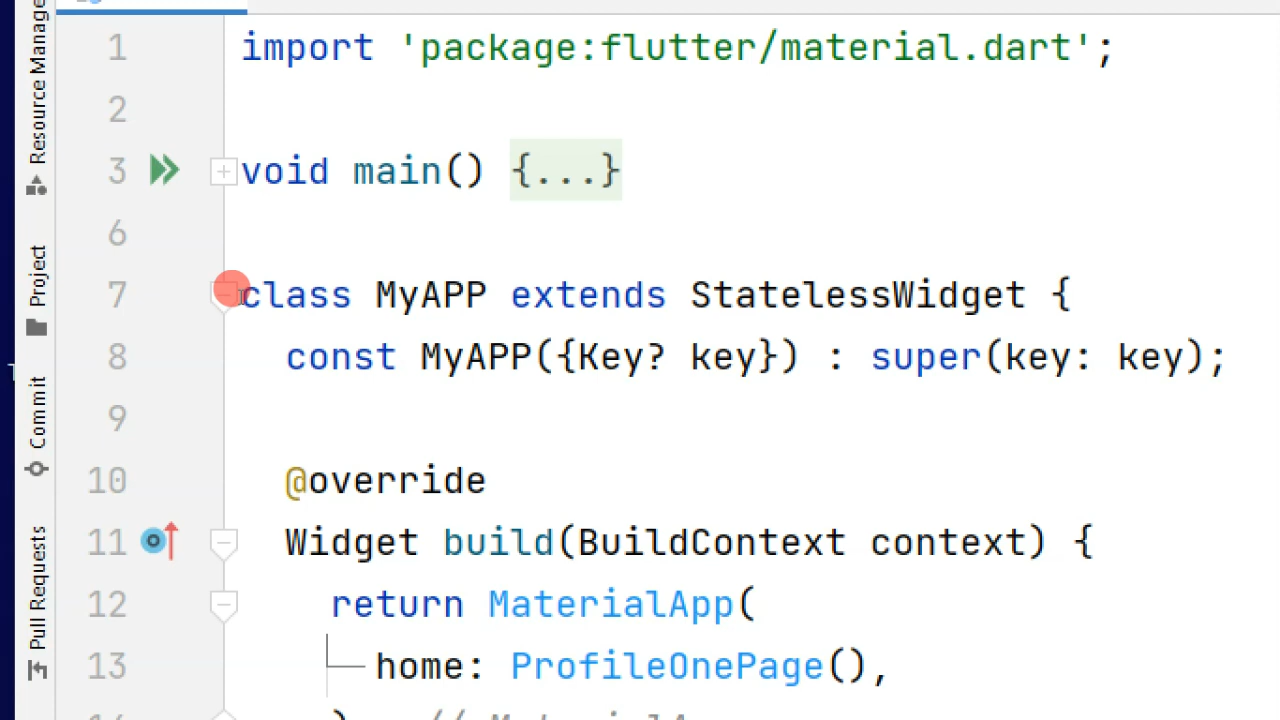 Resource Manage
Project
Commit
Pull Requests
1 import 'package:flutter/material.dart';
2
3 void main() {...}
6
7 class MyAPP extends StatelessWidget {
8 const MyAPP({Key? key}) : super(key: key);
9
10 @override
11 Widget build(BuildContext context) {
12 return MaterialApp(
13 home: ProfileOnePage(),